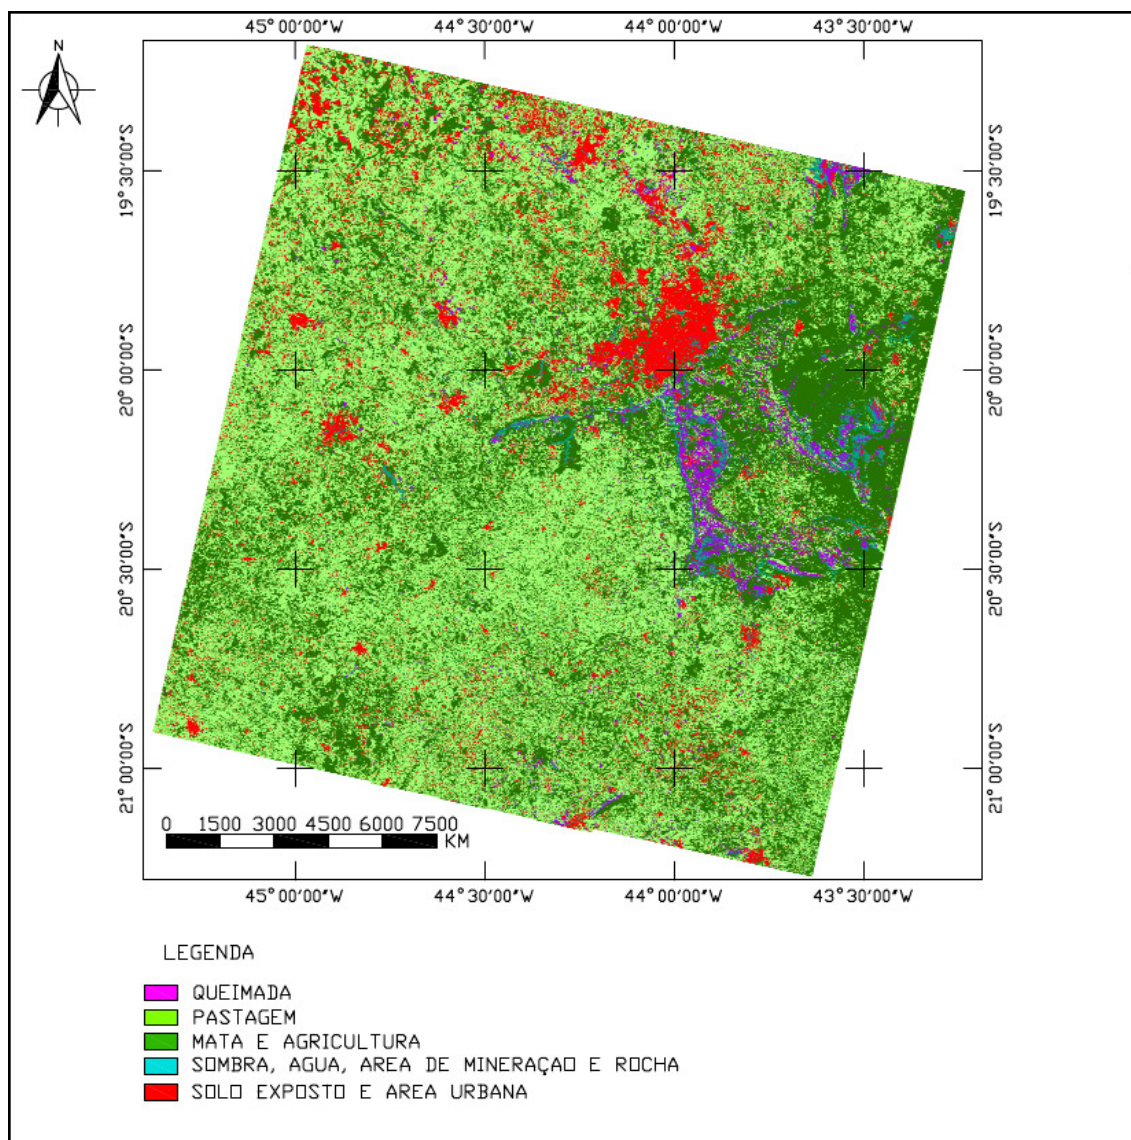 N
45° 00'00"W 44° 30'00"W 44° 00'00"W 43° 30'00"W
19° 30'00"S 19° 30'00"S
20° 00'00"S 20° 00'00"S
20° 30'00"S 20° 30'00"S
21° 00'00"S 21° 00'00"S
0 1500 3000 4500 6000 7500
KM
45° 00'00"W 44° 30'00"W 44° 00'00"W 43° 30'00"W
LEGENDA
QUEIMADA
PASTAGEM
MATA E AGRICULTURA
SOMBRA, AGUA, AREA DE MINERAÇAO E ROCHA
SOLO EXPOSTO E AREA URBANA